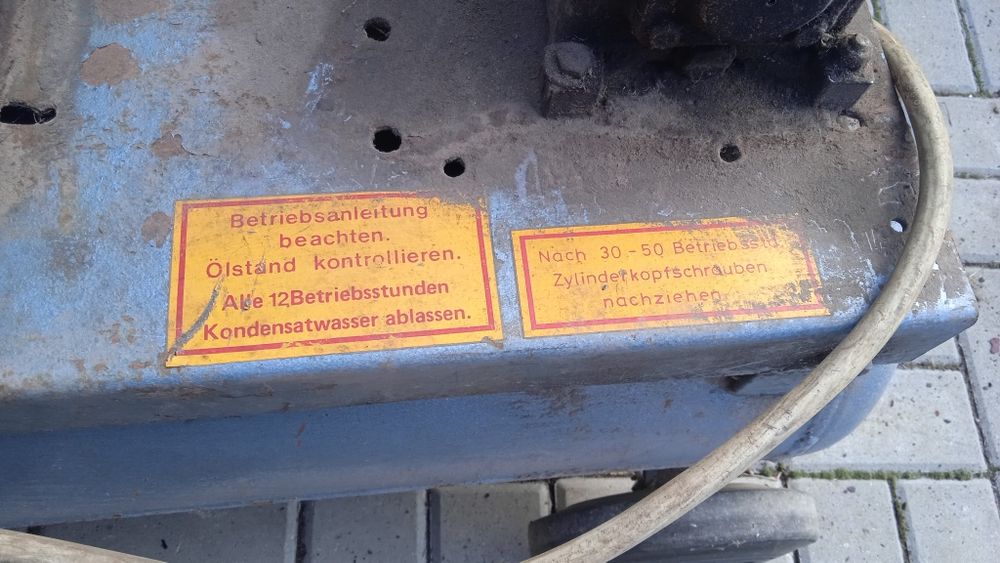 Betriebsanleitung
beachten.
Ölstand kontrollieren.
Alle 12Betriebsstunden
Kondensatwasser ablassen.
Nach 30-50 Betriebsstd.
Zylinderkopfschrauben
nachziehen